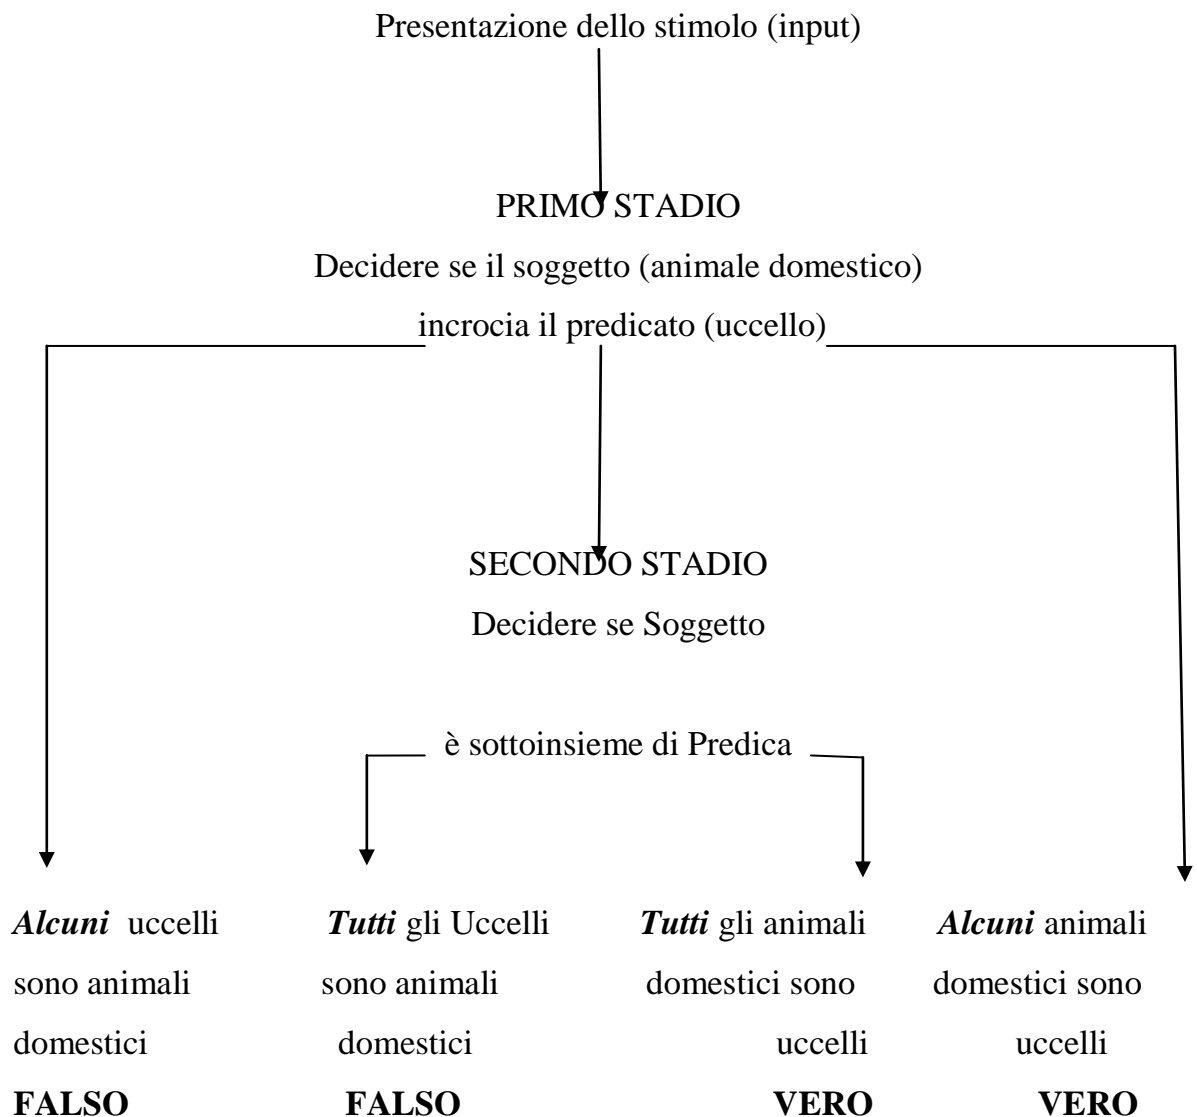 Presentazione dello stimolo (input)
PRIMO STADIO
Decidere se il soggetto (animale domestico)
incrocia il predicato (uccello)
SECONDO STADIO
Decidere se Soggetto
è sottoinsieme di Predica
Alcuni uccelli
sono animali
domestici
FALSO
Tutti gli Uccelli
sono animali
domestici
FALSO
Tutti gli animali
domestici sono
uccelli
VERO
Alcuni animali
domestici sono
uccelli
VERO